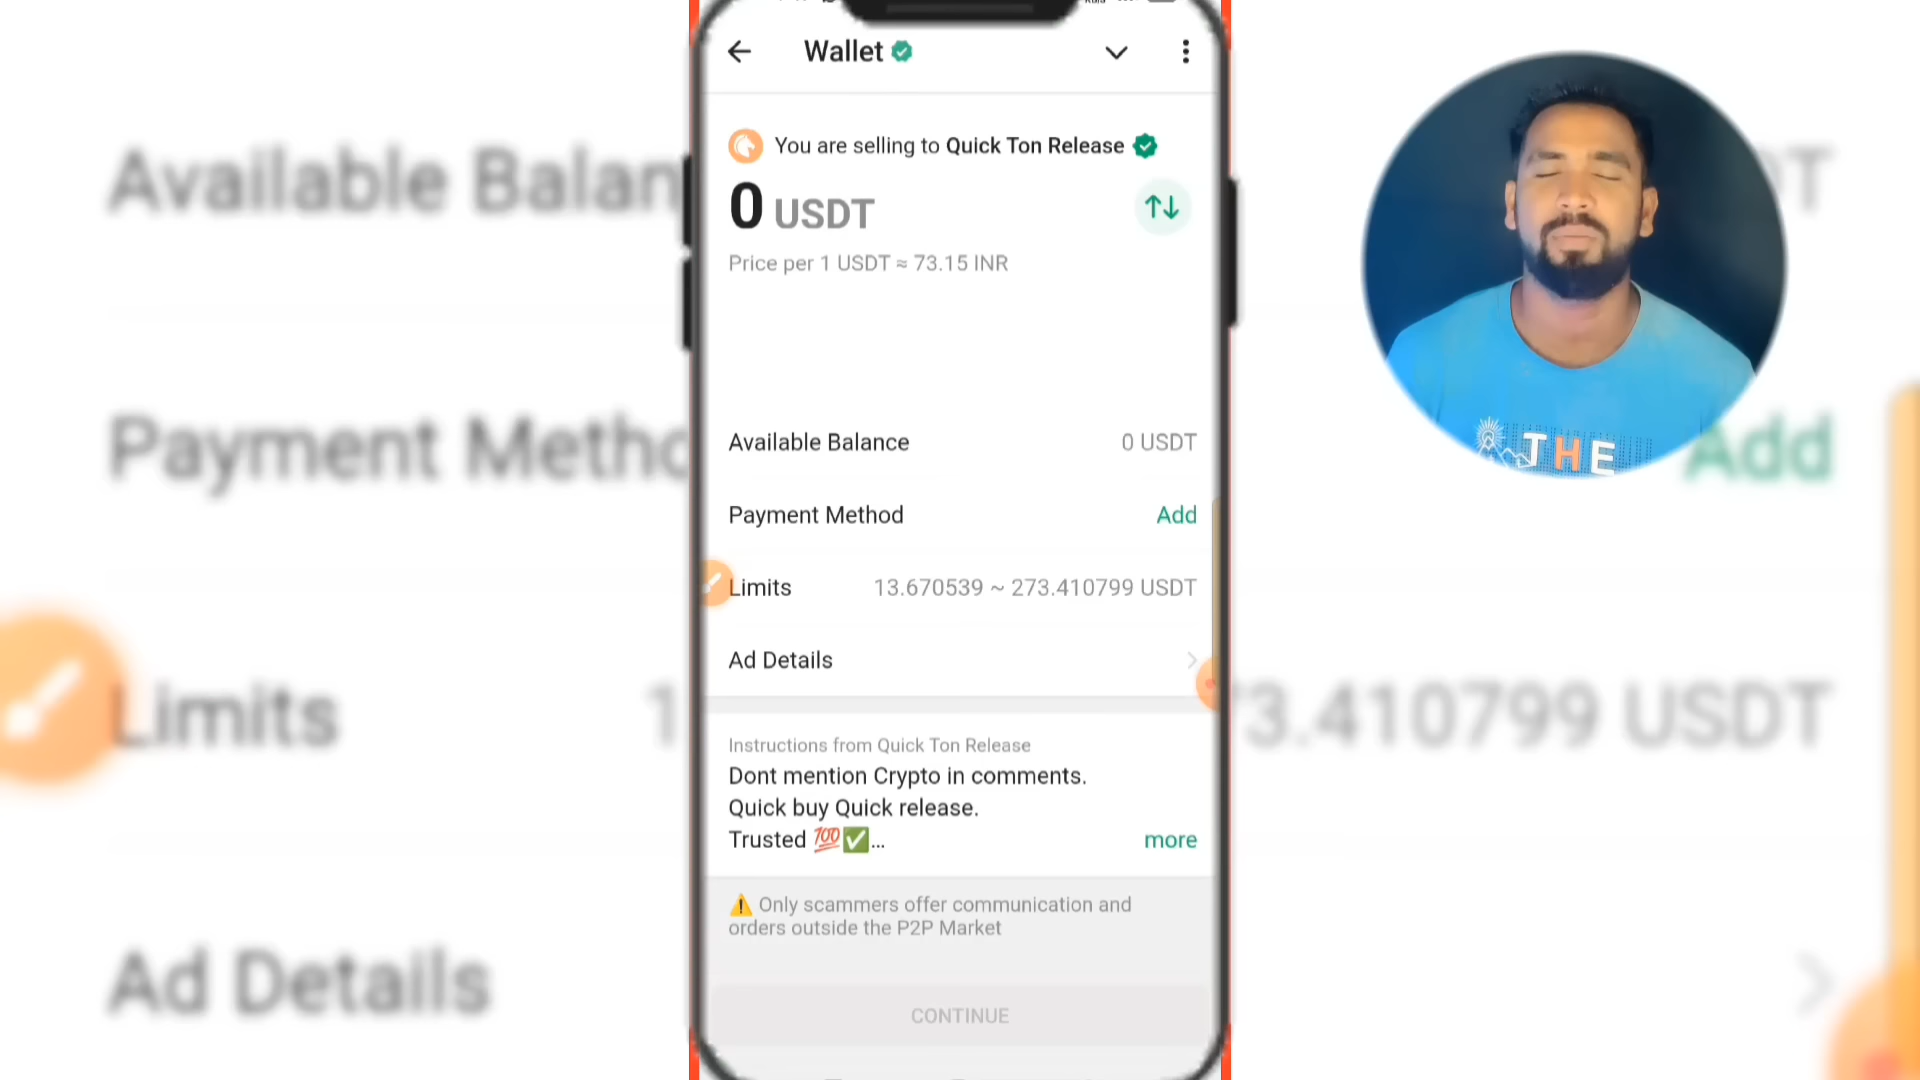 Wallet
You are selling to Quick Ton Release
0 USDT
Price per 1 USDT ≈ 73.15 INR
Available Balance 0 USDT
Payment Method Add
Limits 13.670539 ~ 273.410799 USDT
Ad Details
Instructions from Quick Ton Release
Dont mention Crypto in comments.
Quick buy Quick release.
Trusted 💯✅... more
⚠️ Only scammers offer communication and
orders outside the P2P Market
CONTINUE
THE
Available Balan
DT
Payment Metho
Add
Limits 1
73.410799 USDT
Ad Details